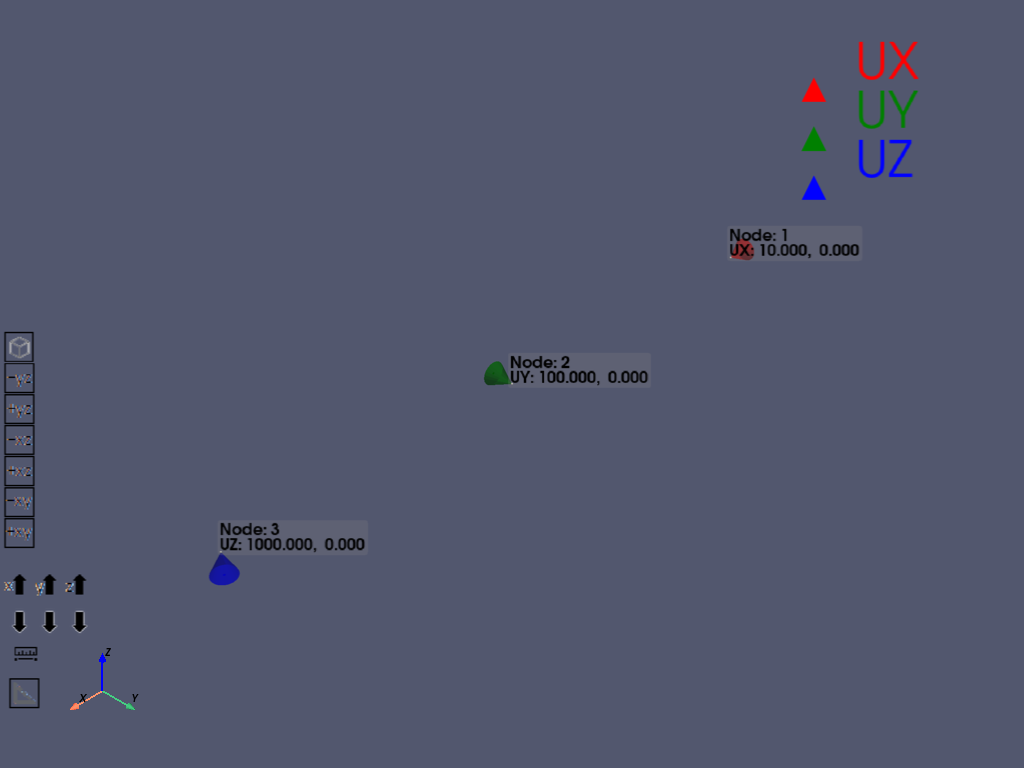 UX
UY
UZ
Node: 1
UX: 10.000, 0.000
Node: 2
UY: 100.000, 0.000
Node: 3
UZ: 1000.000, 0.000
-yz
+yz
-xz
+xz
-xy
+xy
x y z
Z
X Y